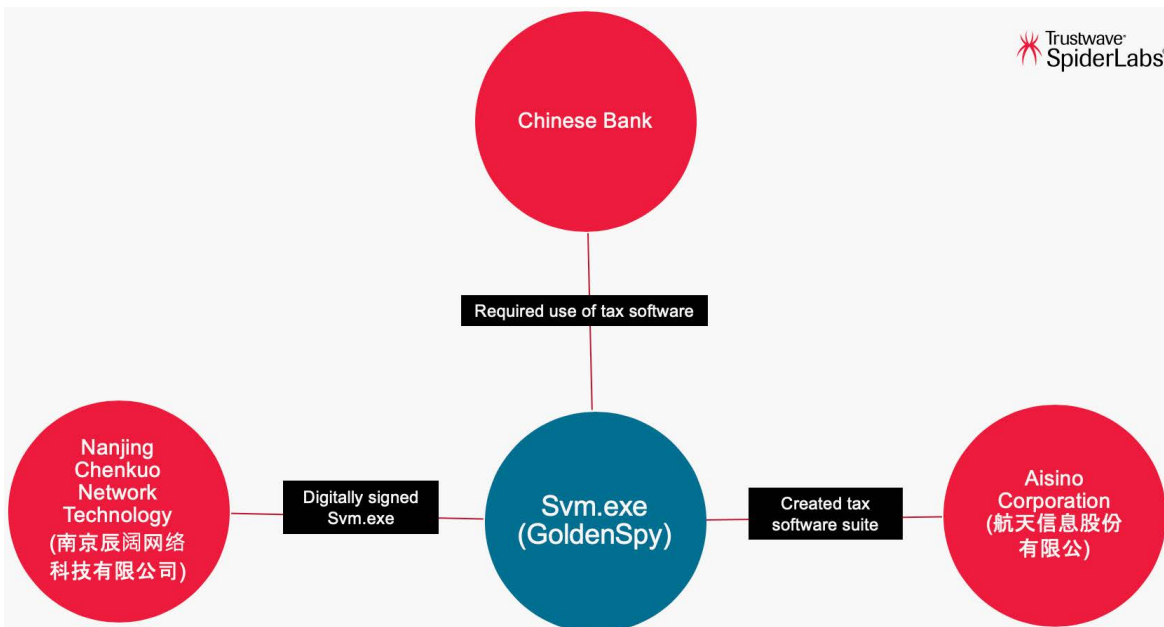 Trustwave®
SpiderLabs®
Chinese Bank
Required use of tax software
Nanjing
Chenkuo
Network
Technology
(南京辰阔网络
科技有限公司)
Digitally signed
Svm.exe
Svm.exe
(GoldenSpy)
Created tax
software suite
Aisino
Corporation
(航天信息股份
有限公)